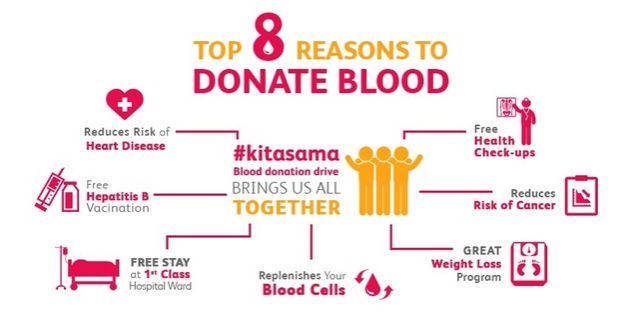 TOP 8 REASONS TO
DONATE BLOOD
Reduces Risk of
Heart Disease
Free
Hepatitis B
Vacination
FREE STAY
at 1st Class
Hospital Ward
#kitasama
Blood donation drive
BRINGS US ALL
TOGETHER
Replenishes Your
Blood Cells
Free
Health
Check-ups
Reduces
Risk of Cancer
GREAT
Weight Loss
Program